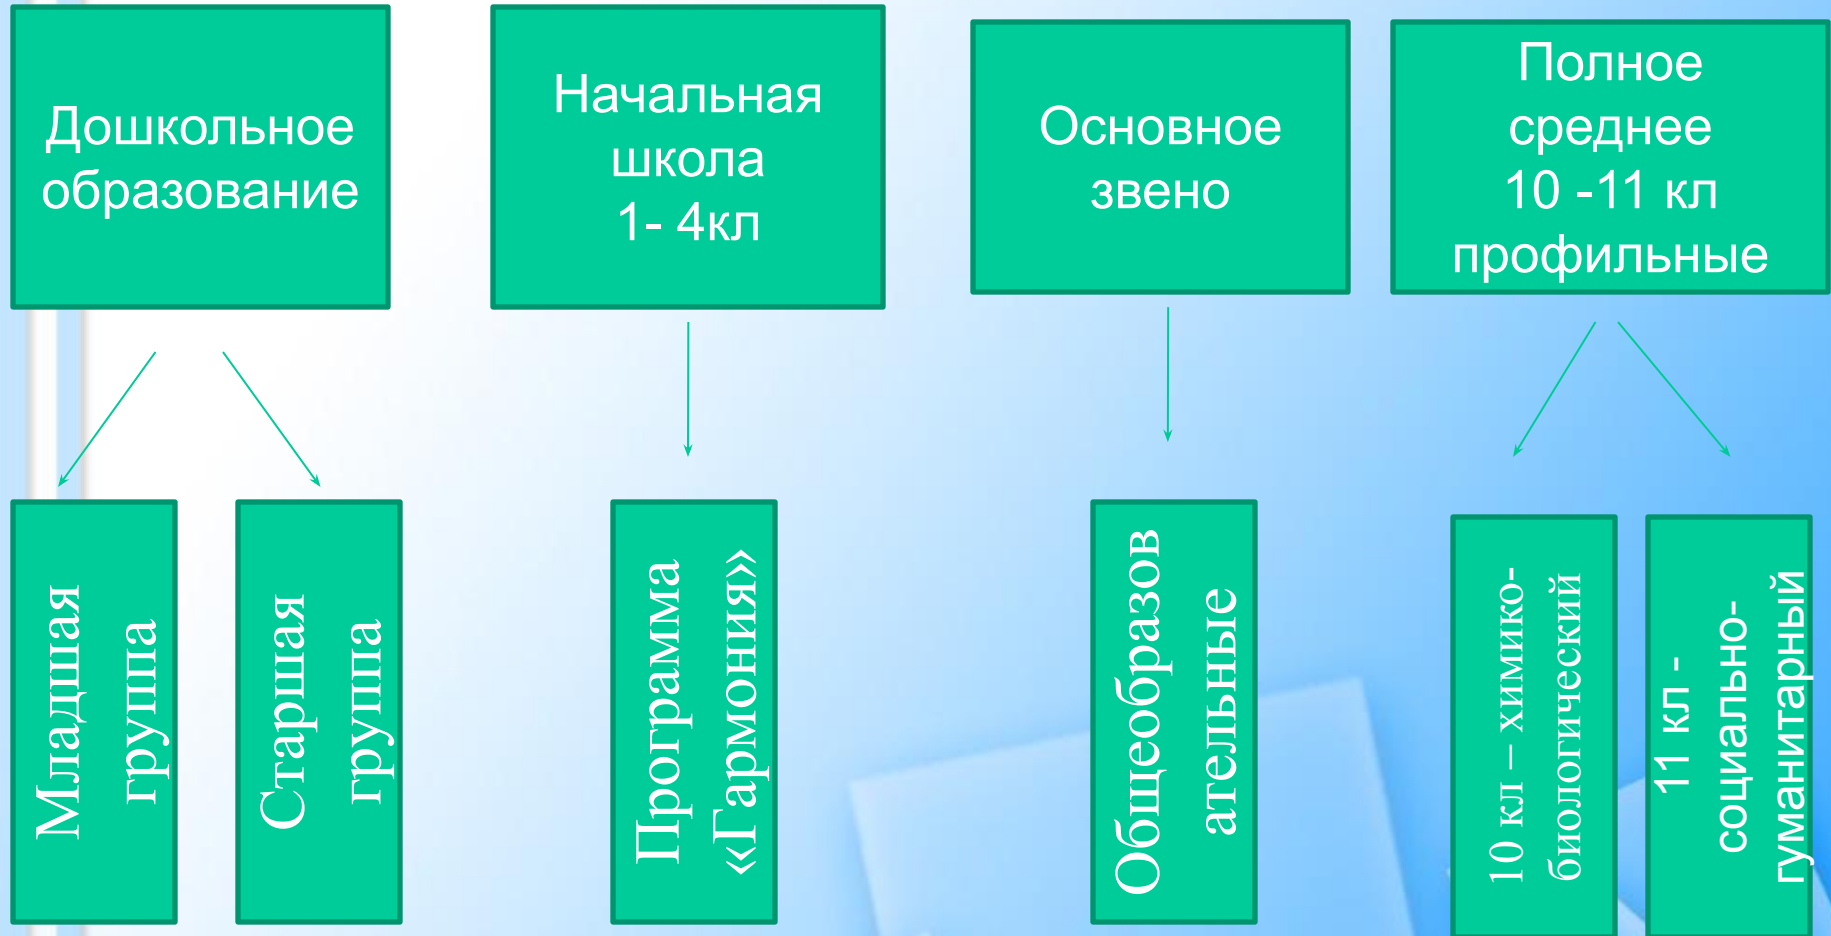 Дошкольное
образование
Начальная
школа
1- 4кл
Основное
звено
Полное
среднее
10 -11 кл
профильные
Младшая
группа
Старшая
группа
Программа
«Гармония»
Общеобразов
ательные
10 кл – химико-
биологический
11 кл -
социально-
гуманитарный